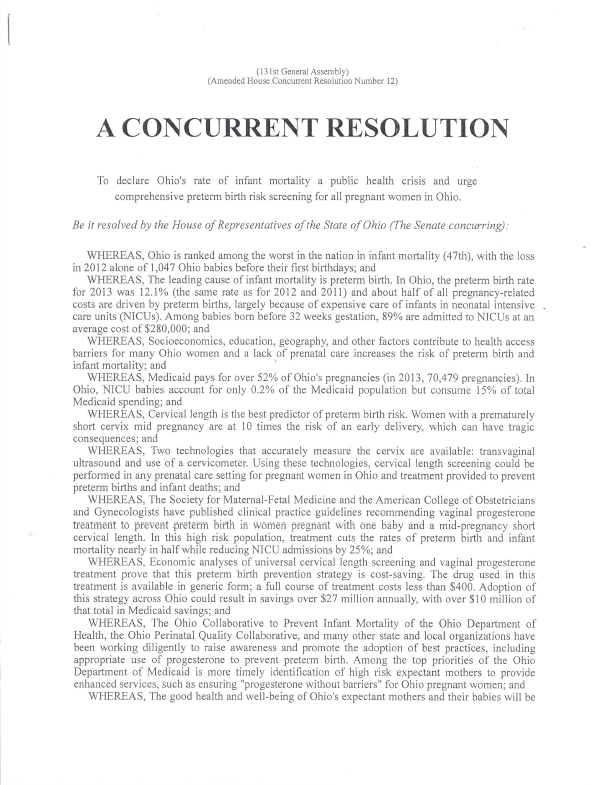 (131st General Assembly)
(Amended House Concurrent Resolution Number 12)
A CONCURRENT RESOLUTION
To declare Ohio's rate of infant mortality a public health crisis and urge
comprehensive preterm birth risk screening for all pregnant women in Ohio.
Be it resolved by the House of Representatives of the State of Ohio (The Senate concurring):
WHEREAS, Ohio is ranked among the worst in the nation in infant mortality (47th), with the loss
in 2012 alone of 1,047 Ohio babies before their first birthdays; and
WHEREAS, The leading cause of infant mortality is preterm birth. In Ohio, the preterm birth rate
for 2013 was 12.1% (the same rate as for 2012 and 2011) and about half of all pregnancy-related
costs are driven by preterm births, largely because of expensive care of infants in neonatal intensive
care units (NICUs). Among babies born before 32 weeks gestation, 89% are admitted to NICUs at an
average cost of $280,000; and
WHEREAS, Socioeconomics, education, geography, and other factors contribute to health access
barriers for many Ohio women and a lack of prenatal care increases the risk of preterm birth and
infant mortality; and
WHEREAS, Medicaid pays for over 52% of Ohio's pregnancies (in 2013, 70,479 pregnancies). In
Ohio, NICU babies account for only 0.2% of the Medicaid population but consume 15% of total
Medicaid spending; and
WHEREAS, Cervical length is the best predictor of preterm birth risk. Women with a prematurely
short cervix mid pregnancy are at 10 times the risk of an early delivery, which can have tragic
consequences; and
WHEREAS, Two technologies that accurately measure the cervix are available: transvaginal
ultrasound and use of a cervicometer. Using these technologies, cervical length screening could be
performed in any prenatal care setting for pregnant women in Ohio and treatment provided to prevent
preterm births and infant deaths; and
WHEREAS, The Society for Maternal-Fetal Medicine and the American College of Obstetricians
and Gynecologists have published clinical practice guidelines recommending vaginal progesterone
treatment to prevent preterm birth in women pregnant with one baby and a mid-pregnancy short
cervical length. In this high risk population, treatment cuts the rates of preterm birth and infant
mortality nearly in half while reducing NICU admissions by 25%; and
WHEREAS, Economic analyses of universal cervical length screening and vaginal progesterone
treatment prove that this preterm birth prevention strategy is cost-saving. The drug used in this
treatment is available in generic form; a full course of treatment costs less than $400. Adoption of
this strategy across Ohio could result in savings over $27 million annually, with over $10 million of
that total in Medicaid savings; and
WHEREAS, The Ohio Collaborative to Prevent Infant Mortality of the Ohio Department of
Health, the Ohio Perinatal Quality Collaborative, and many other state and local organizations have
been working diligently to raise awareness and promote the adoption of best practices, including
appropriate use of progesterone to prevent preterm birth. Among the top priorities of the Ohio
Department of Medicaid is more timely identification of high risk expectant mothers to provide
enhanced services, such as ensuring "progesterone without barriers" for Ohio pregnant women; and
WHEREAS, The good health and well-being of Ohio's expectant mothers and their babies will be